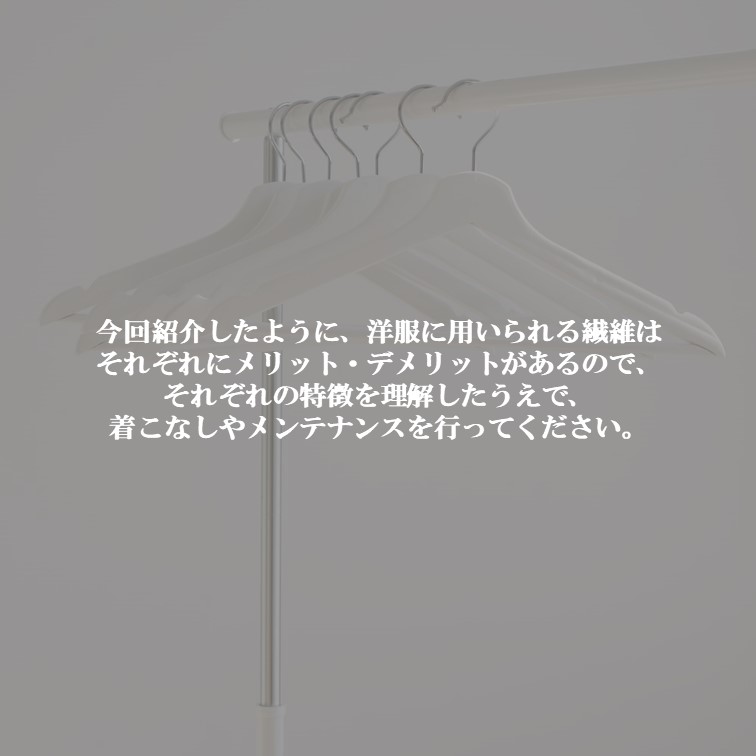 今回紹介したように、洋服に用いられる繊維は
それぞれにメリット・デメリットがあるので、
それぞれの特徴を理解したうえで、
着こなしやメンテナンスを行ってください。